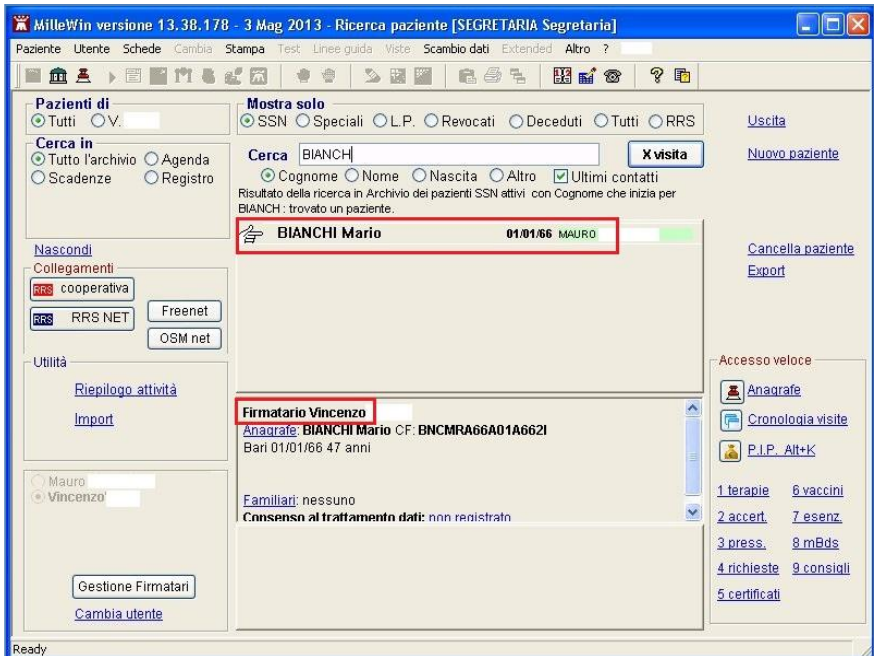 MilleWin versione 13.38.178 - 3 Mag 2013 - Ricerca paziente [SEGRETARIA Segretaria]
Paziente Utente Schede Cambia Stampa Test Linee guida Viste Scambio dati Extended Altro ?
Pazienti di
Tutti V.
Cerca in
Tutto l'archivio Agenda
Scadenze Registro
Mostra solo
SSN Speciali L.P. Revocati Deceduti Tutti RRS
Cerca BIANCH X visita
Cognome Nome Nascita Altro Ultimi contatti
Risultato della ricerca in Archivio dei pazienti SSN attivi con Cognome che inizia per
BIANCH : trovato un paziente.
BIANCHI Mario 01/01/66 MAURO
Uscita
Nuovo paziente
Cancella paziente
Export
Nascondi
Collegamenti
RRS cooperativa
RRS RRS NET
Freenet
OSM net
Utilità
Riepilogo attività
Import
Mauro
Vincenzo'
Gestione Firmatari
Cambia utente
Firmatario Vincenzo
Anagrafe: BIANCHI Mario CF: BNCMRA66A01A662I
Bari 01/01/66 47 anni
Familiari: nessuno
Consenso al trattamento dati: non registrato
Accesso veloce
Anagrafe
Cronologia visite
P.I.P. Alt+K
1 terapie 6 vaccini
2 accert. 7 esenz.
3 press. 8 mBds
4 richieste 9 consigli
5 certificati
Ready